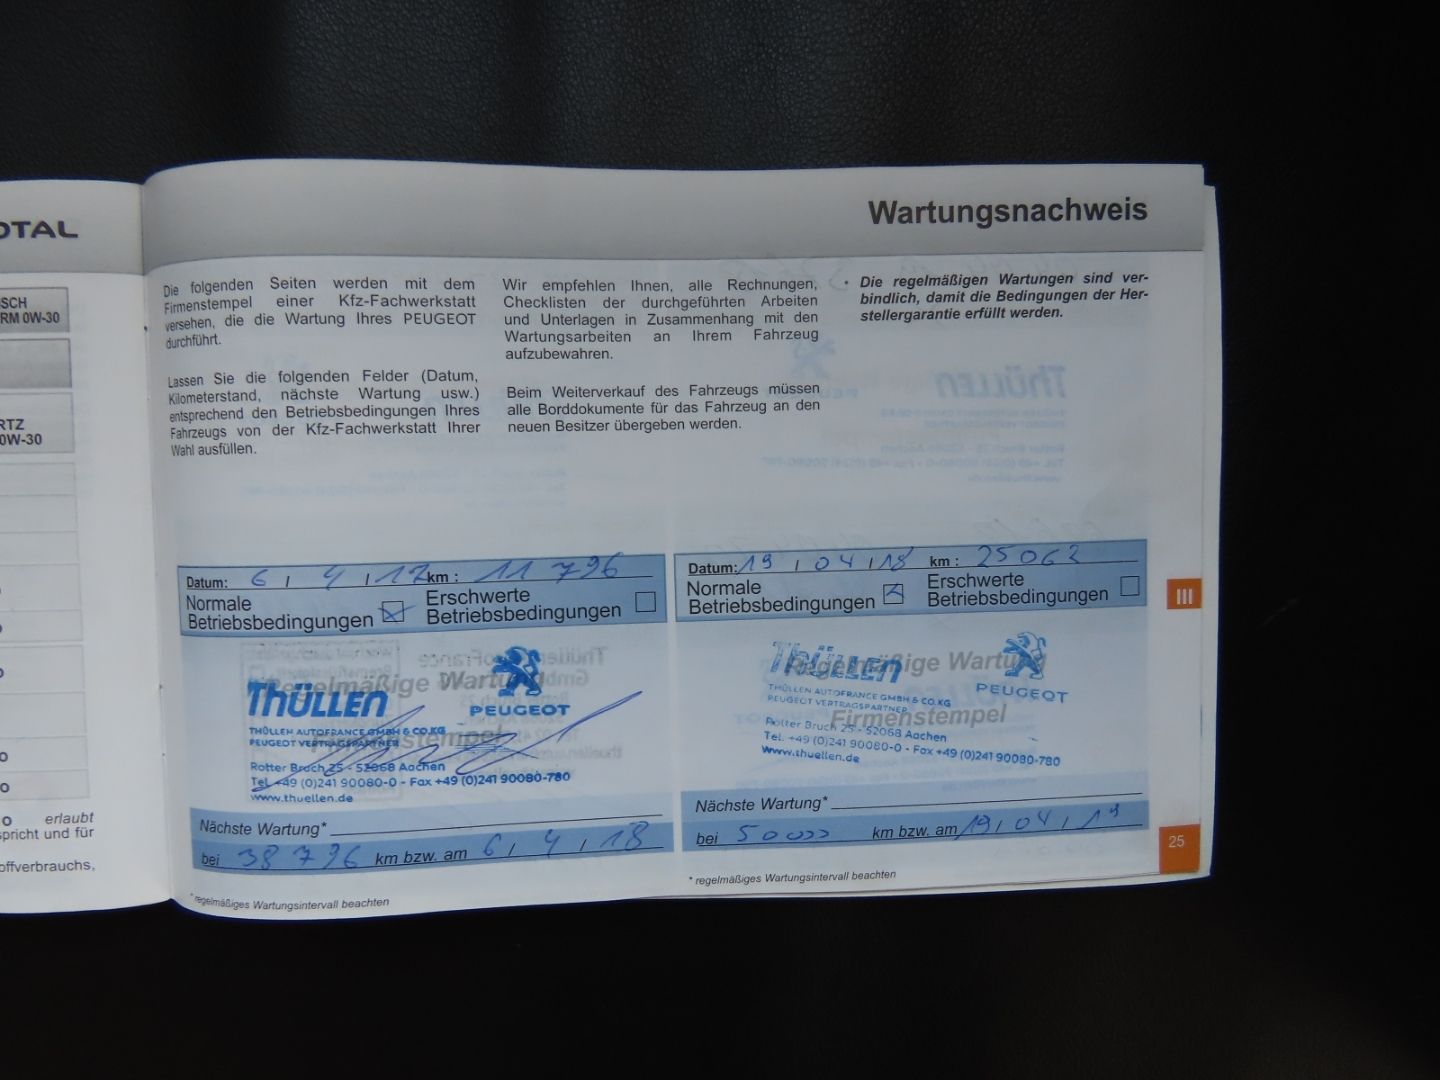 OTAL
SCH
RM 0W-30
RTZ
0W-30
o erlaubt
spricht und für
offverbrauchs,
Wartungsnachweis
Die folgenden Seiten werden mit dem
Firmenstempel einer Kfz-Fachwerkstatt
versehen, die die Wartung Ihres PEUGEOT
durchführt.
Lassen Sie die folgenden Felder (Datum,
Kilometerstand, nächste Wartung usw.)
entsprechend den Betriebsbedingungen Ihres
Fahrzeugs von der Kfz-Fachwerkstatt Ihrer
Wahl ausfüllen.
Wir empfehlen Ihnen, alle Rechnungen,
Checklisten der durchgeführten Arbeiten
und Unterlagen in Zusammenhang mit den
Wartungsarbeiten an Ihrem Fahrzeug
aufzubewahren.
Beim Weiterverkauf des Fahrzeugs müssen
alle Borddokumente für das Fahrzeug an den
neuen Besitzer übergeben werden.
• Die regelmäßigen Wartungen sind ver-
bindlich, damit die Bedingungen der Her-
stellergarantie erfüllt werden.
Datum: 6 / 4 / 17 km : 11 796
Normale
Betriebsbedingungen
Erschwerte
Betriebsbedingungen
Regelmäßige Wartung
Firmenstempel
THÜLLEN
PEUGEOT
THÜLLEN AUTOFRANCE GMBH & CO.KG
PEUGEOT VERTRAGSPARTNER
Rotter Bruch 25 - 52068 Aachen
Tel. +49 (0)241 90080-0 - Fax +49 (0)241 90080-780
www.thuellen.de
Nächste Wartung*
bei 38 796 km bzw. am 6 / 4 / 18
* regelmäßiges Wartungsintervall beachten
Datum: 19 / 04 / 18 km : 25062
Normale
Betriebsbedingungen
Erschwerte
Betriebsbedingungen
Regelmäßige Wartung
Firmenstempel
THÜLLEN
PEUGEOT
THÜLLEN AUTOFRANCE GMBH & CO.KG
PEUGEOT VERTRAGSPARTNER
Rotter Bruch 25 - 52068 Aachen
Tel. +49 (0)241 90080-0 - Fax +49 (0)241 90080-780
www.thuellen.de
Nächste Wartung*
bei 50000 km bzw. am 19 / 04 / 19
* regelmäßiges Wartungsintervall beachten
III
25